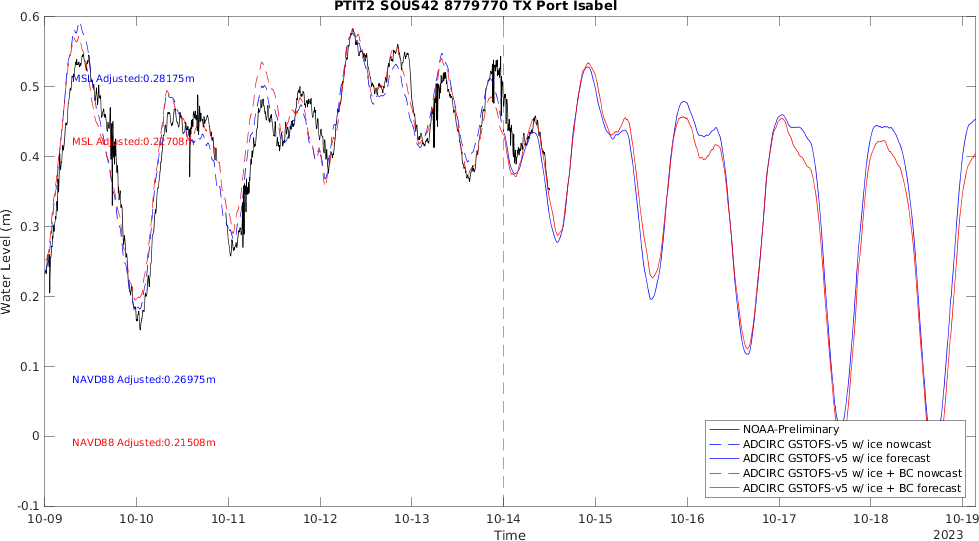 PTIT2 SOUS42 8779770 TX Port Isabel
0.6
0.5
0.4
0.3
0.2
0.1
0
-0.1
Water Level (m)
MSL Adjusted:0.28175m
MSL Adjusted:0.22708m
NAVD88 Adjusted:0.26975m
NAVD88 Adjusted:0.21508m
NOAA-Preliminary
ADCIRC GSTOFS-v5 w/ ice nowcast
ADCIRC GSTOFS-v5 w/ ice forecast
ADCIRC GSTOFS-v5 w/ ice + BC nowcast
ADCIRC GSTOFS-v5 w/ ice + BC forecast
10-09 10-10 10-11 10-12 10-13 10-14 10-15 10-16 10-17 10-18 10-19
Time
2023